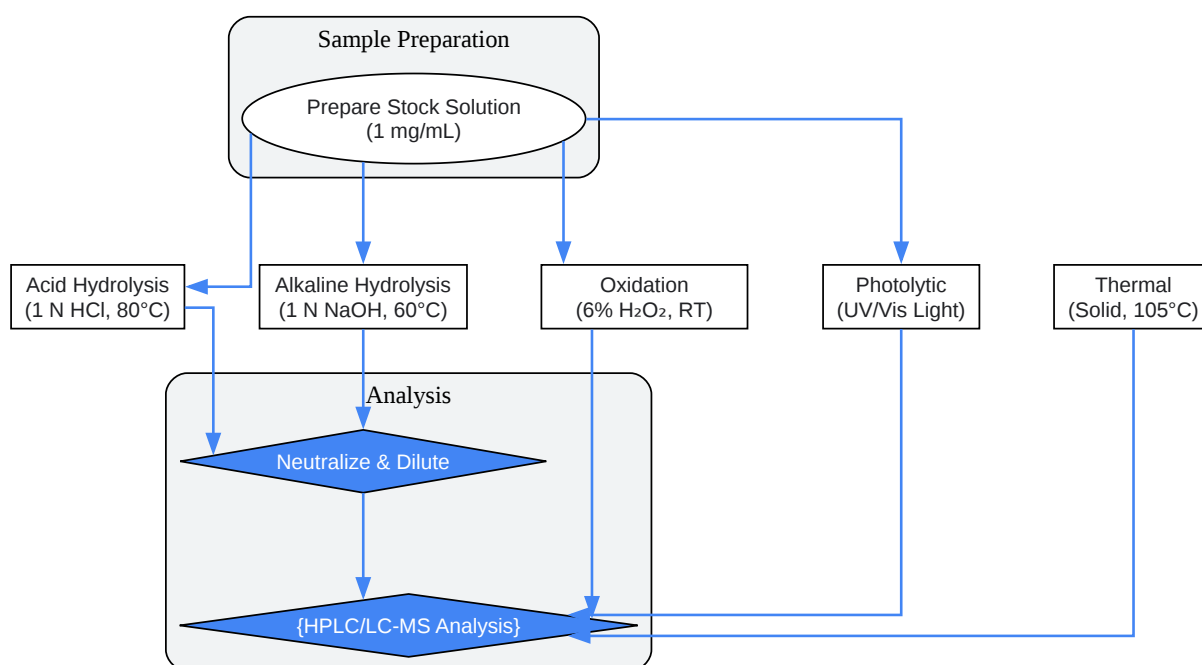 Sample Preparation
Prepare Stock Solution
(1 mg/mL)
Acid Hydrolysis
(1 N HCl, 80°C)
Alkaline Hydrolysis
(1 N NaOH, 60°C)
Oxidation
(6% H₂O₂, RT)
Photolytic
(UV/Vis Light)
Thermal
(Solid, 105°C)
Analysis
Neutralize & Dilute
{HPLC/LC-MS Analysis}